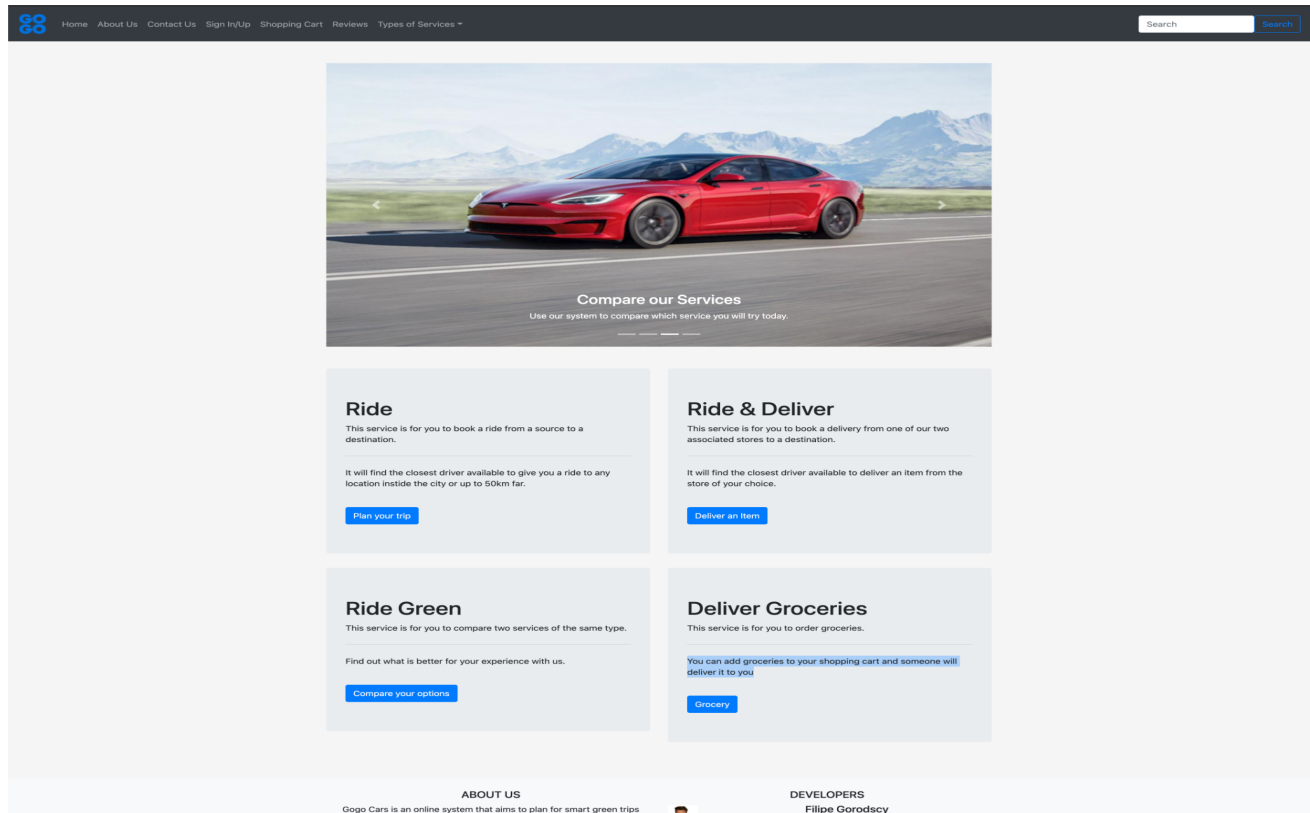 GO
GO
Home About Us Contact Us Sign In/Up Shopping Cart Reviews Types of Services
Search Search
Compare our Services
Use our system to compare which service you will try today.
Ride
This service is for you to book a ride from a source to a
destination.
It will find the closest driver available to give you a ride to any
location instide the city or up to 50km far.
Plan your trip
Ride & Deliver
This service is for you to book a delivery from one of our two
associated stores to a destination.
It will find the closest driver available to deliver an item from the
store of your choice.
Deliver an Item
Ride Green
This service is for you to compare two services of the same type.
Find out what is better for your experience with us.
Compare your options
Deliver Groceries
This service is for you to order groceries.
You can add groceries to your shopping cart and someone will
deliver it to you
Grocery
ABOUT US
Gogo Cars is an online system that aims to plan for smart green trips
DEVELOPERS
Filipe Gorodscy